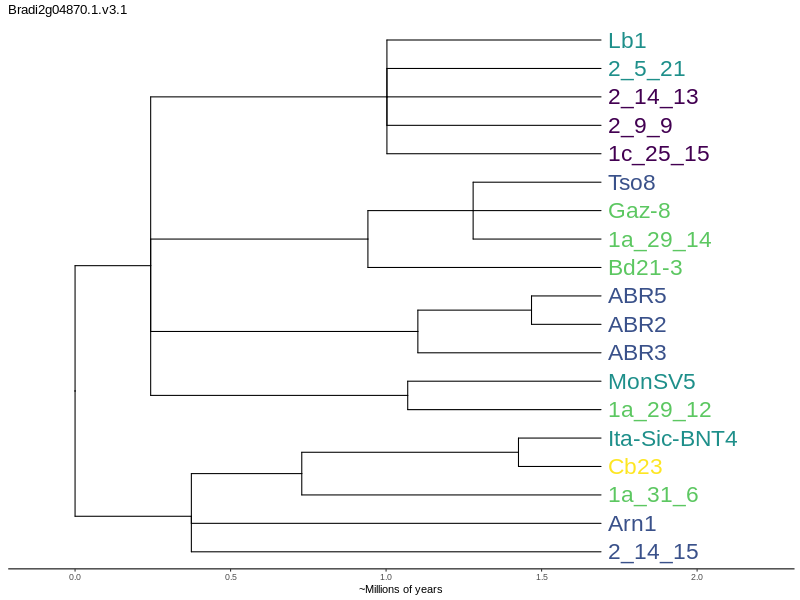 Bradi2g04870.1.v3.1
Lb1
2_5_21
2_14_13
2_9_9
1c_25_15
Tso8
Gaz-8
1a_29_14
Bd21-3
ABR5
ABR2
ABR3
MonSV5
1a_29_12
Ita-Sic-BNT4
Cb23
1a_31_6
Arn1
2_14_15
0.0 0.5 1.0 1.5 2.0
~Millions of years